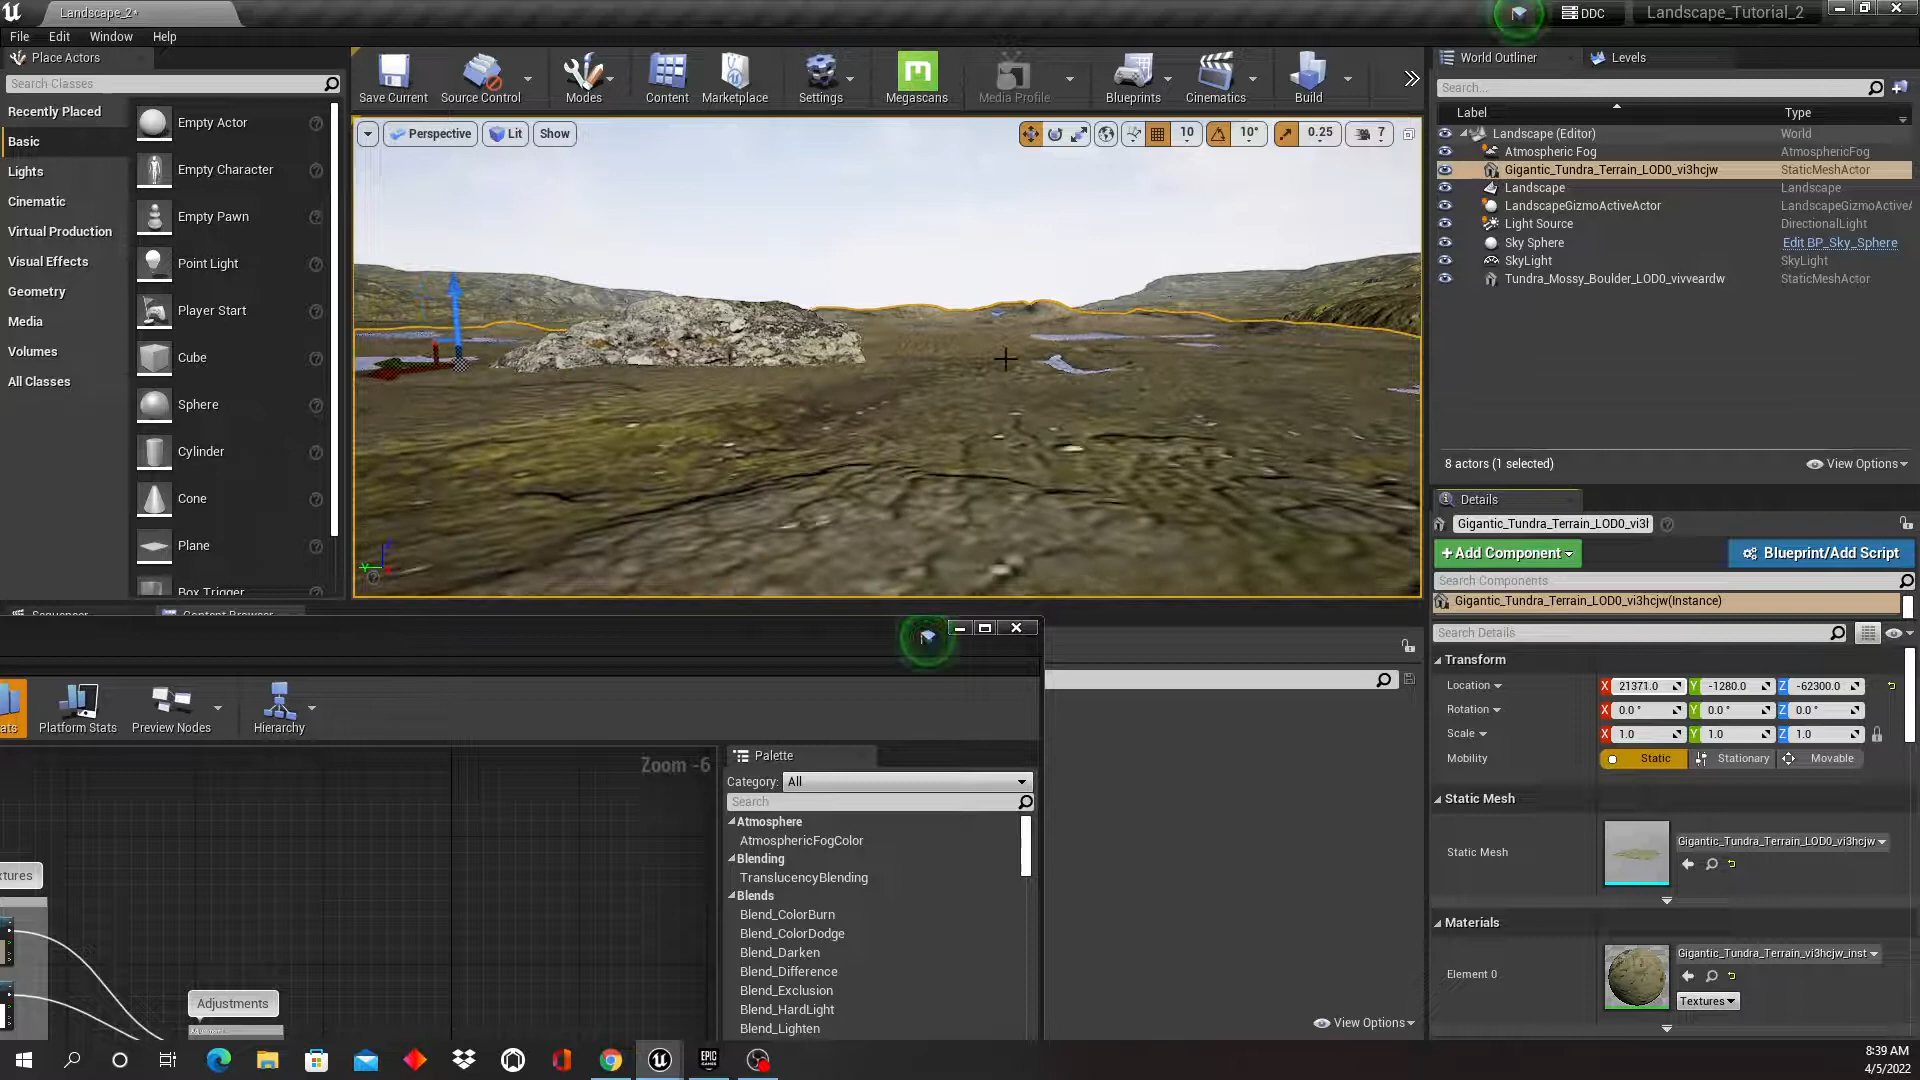 Landscape_2*
DDC
Landscape_Tutorial_2
File
Edit
Window
Help
Place Actors
Search Classes
Recently Placed
Basic
Lights
Cinematic
Virtual Production
Visual Effects
Geometry
Media
Volumes
All Classes
Empty Actor
Empty Character
Empty Pawn
Point Light
Player Start
Cube
Sphere
Cylinder
Cone
Plane
Box Trigger
Save Current
Source Control
Modes
Content
Marketplace
Settings
Megascans
Media Profile
Blueprints
Cinematics
Build
Perspective
Lit
Show
10
10°
0.25
7
World Outliner
Levels
Search...
Label
Type
Landscape (Editor)
World
Atmospheric Fog
AtmosphericFog
Gigantic_Tundra_Terrain_LOD0_vi3hcjw
StaticMeshActor
Landscape
Landscape
LandscapeGizmoActiveActor
LandscapeGizmoActiveA
Light Source
DirectionalLight
Sky Sphere
Edit BP_Sky_Sphere
SkyLight
SkyLight
Tundra_Mossy_Boulder_LOD0_vivveardw
StaticMeshActor
8 actors (1 selected)
View Options
Details
Gigantic_Tundra_Terrain_LOD0_vi3l
+Add Component
Blueprint/Add Script
Search Components
Gigantic_Tundra_Terrain_LOD0_vi3hcjw(Instance)
Search Details
Transform
Location
X 21371.0
Y -1280.0
Z -62300.0
Rotation
X 0.0 °
Y 0.0 °
Z 0.0 °
Scale
X 1.0
Y 1.0
Z 1.0
Mobility
Static
Stationary
Movable
Static Mesh
Static Mesh
Gigantic_Tundra_Terrain_LOD0_vi3hcjw
Materials
Element 0
Gigantic_Tundra_Terrain_vi3hcjw_inst
Textures
Sequencer
Content Browser
ats
Platform Stats
Preview Nodes
Hierarchy
Zoom -6
Palette
Category:
All
Search
Atmosphere
AtmosphericFogColor
Blending
TranslucencyBlending
Blends
Blend_ColorBurn
Blend_ColorDodge
Blend_Darken
Blend_Difference
Blend_Exclusion
Blend_HardLight
Blend_Lighten
xtures
Adjustments
View Options
EPIC
GAMES
8:39 AM
4/5/2022